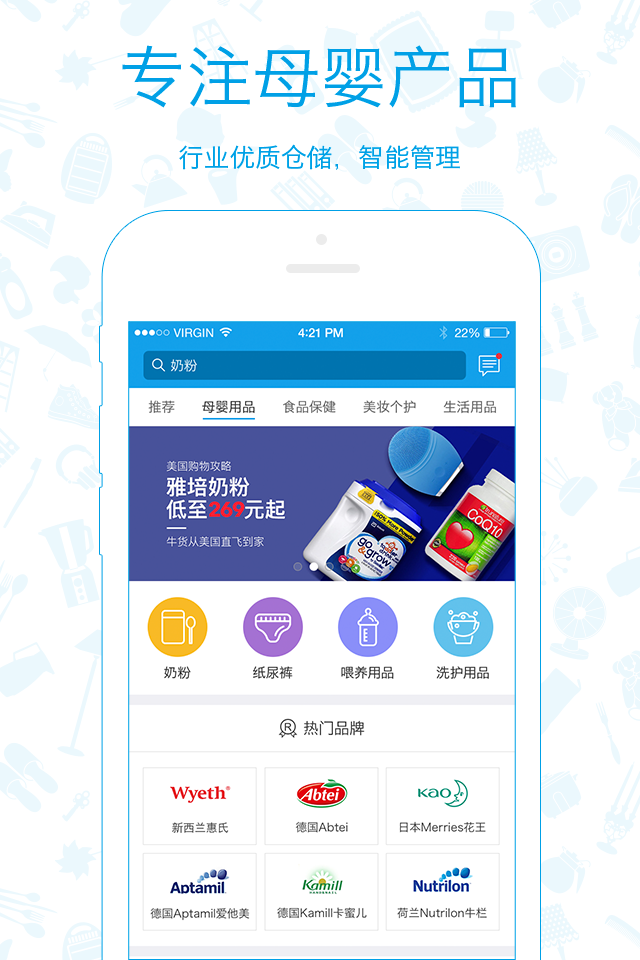 专注母婴产品
行业优质仓储，智能管理
VIRGIN 4:21 PM 22%
奶粉
推荐 母婴用品 食品保健 美妆个护 生活用品
美国购物攻略
雅培奶粉
低至269元起
牛货从美国直飞到家
go
&grow
CoQ10
奶粉 纸尿裤 喂养用品 洗护用品
R 热门品牌
Wyeth® Abtei KAO
新西兰惠氏 德国Abtei 日本Merries花王
Aptamil Kamill Nutrilon
德国Aptamil爱他美 德国Kamill卡蜜儿 荷兰Nutrilon牛栏